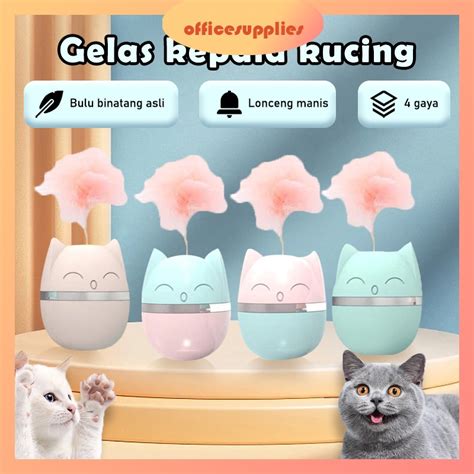 officesupplies
Gelas kepala kucing
Bulu binatang asli
Lonceng manis
4 gaya